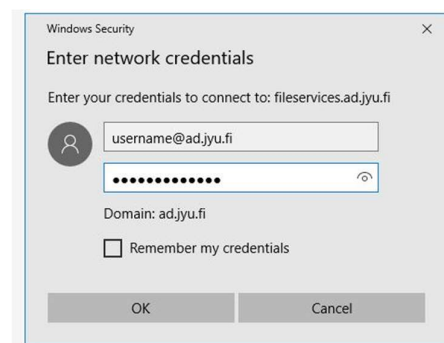 Windows Security
Enter network credentials
Enter your credentials to connect to: fileservices.ad.jyu.fi
username@ad.jyu.fi
•••••••••••••
Domain: ad.jyu.fi
Remember my credentials
OK
Cancel